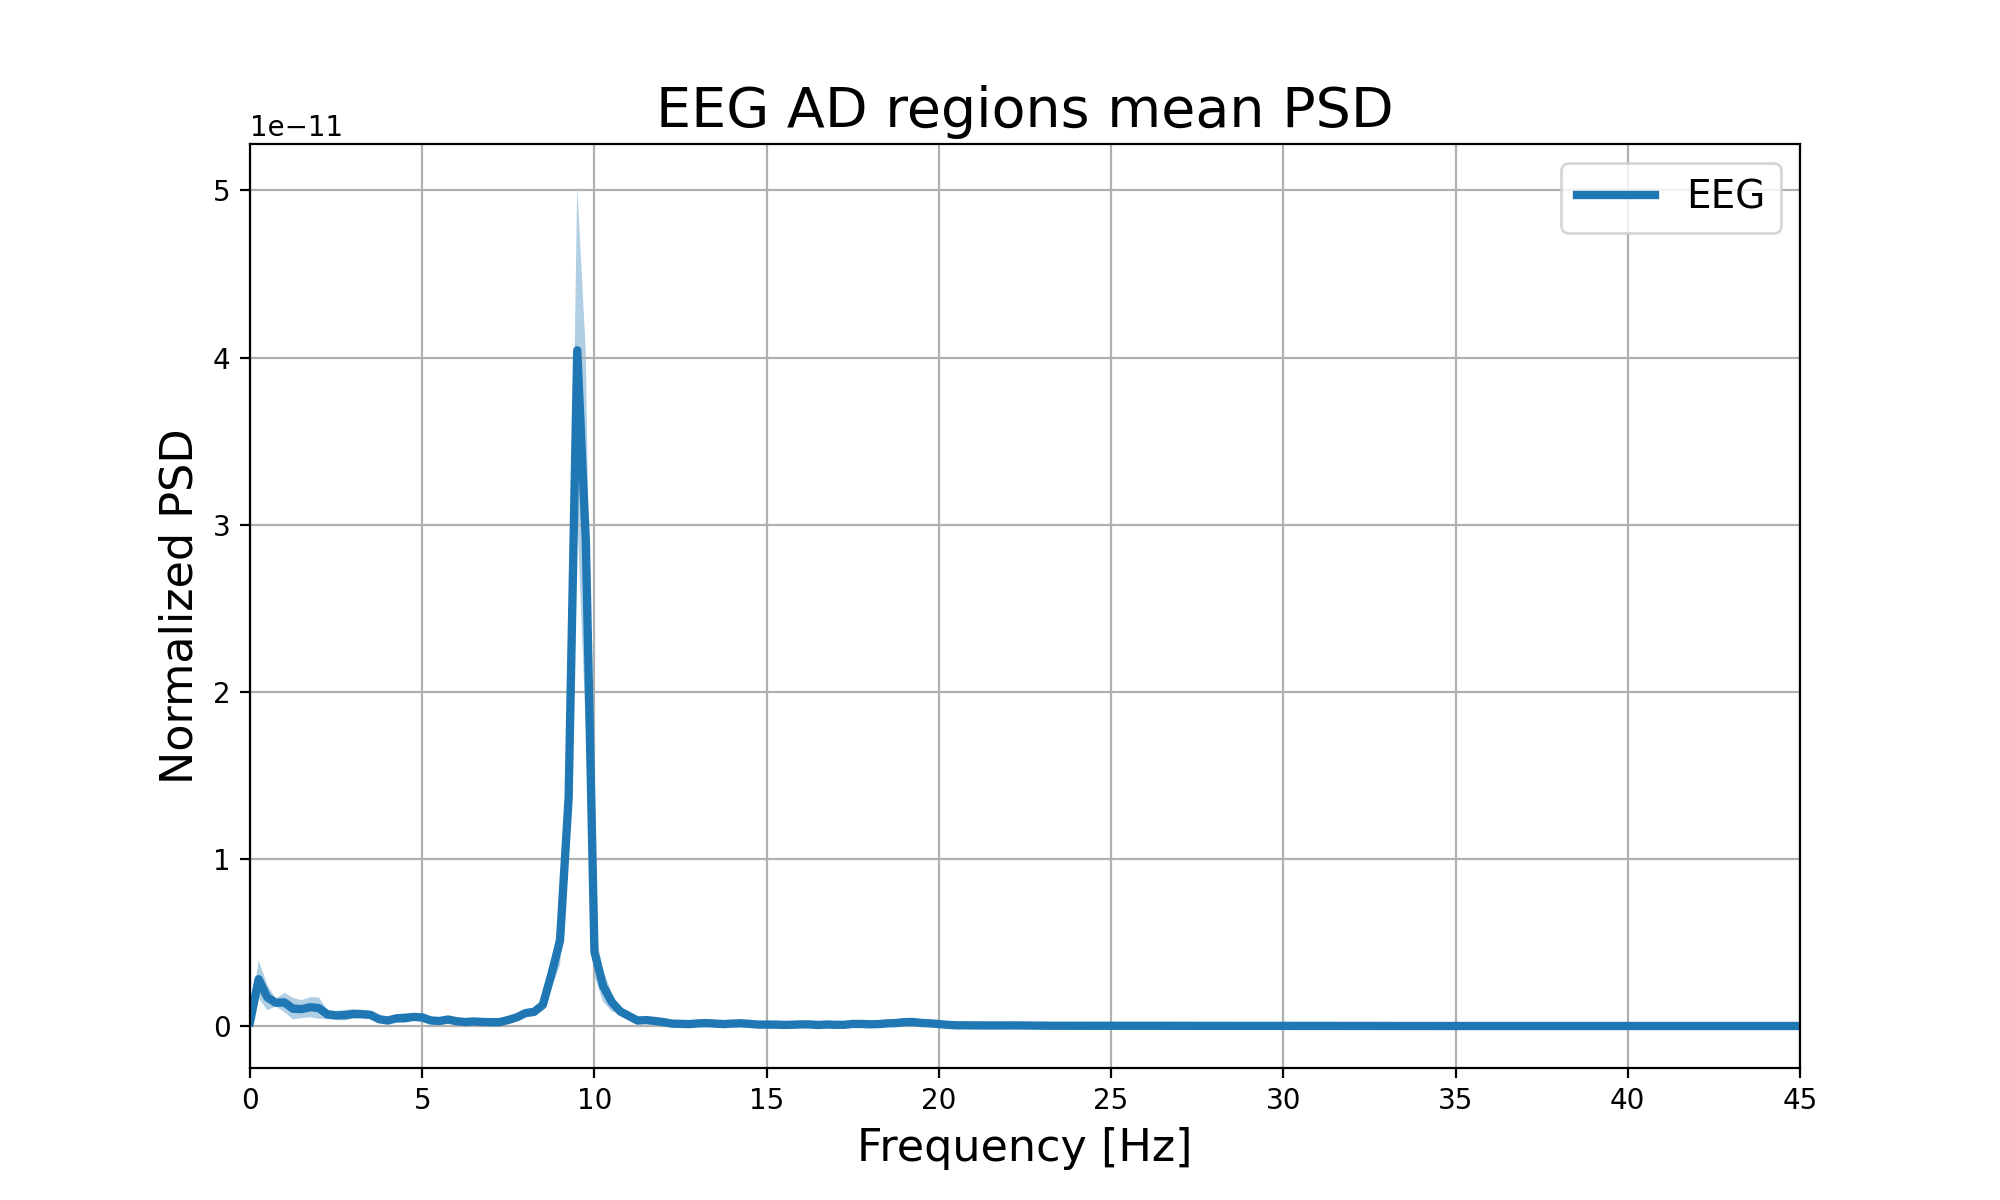 EEG AD regions mean PSD
1e−11
EEG
5
4
3
2
1
0
Normalized PSD
0 5 10 15 20 25 30 35 40 45
Frequency [Hz]